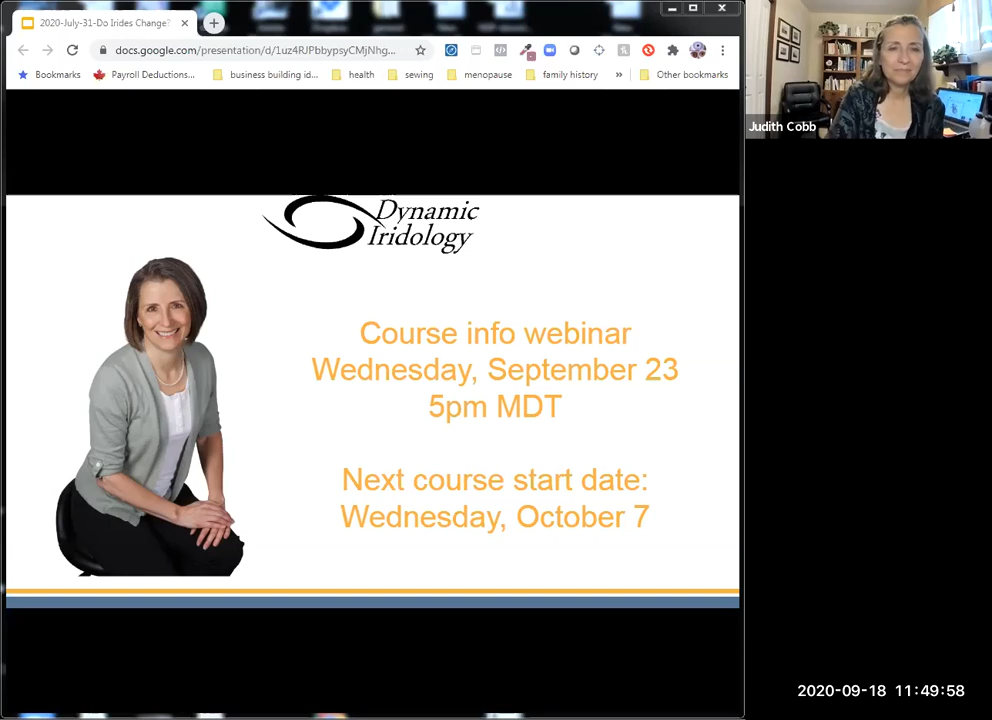 2020-July-31-Do Irides Change?
docs.google.com/presentation/d/1uz4RJPbbypsyCMjNhg...
Bookmarks
Payroll Deductions...
business building id...
health
sewing
menopause
family history
»
Other bookmarks
Judith Cobb
Dynamic
Iridology
Course info webinar
Wednesday, September 23
5pm MDT
Next course start date:
Wednesday, October 7
2020-09-18 11:49:58